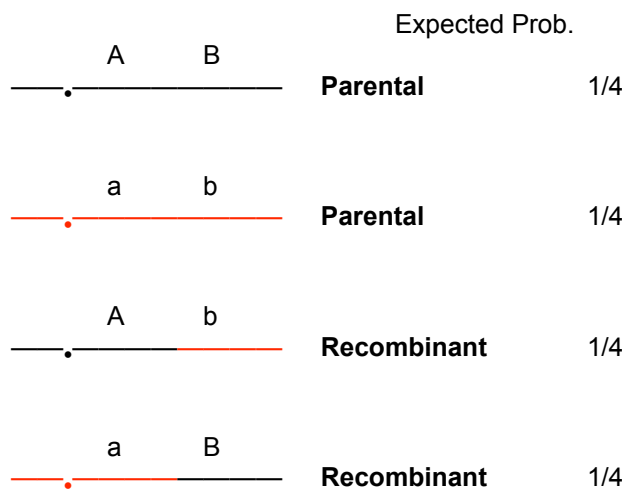 Expected Prob.
A B
Parental 1/4
a b
Parental 1/4
A b
Recombinant 1/4
a B
Recombinant 1/4